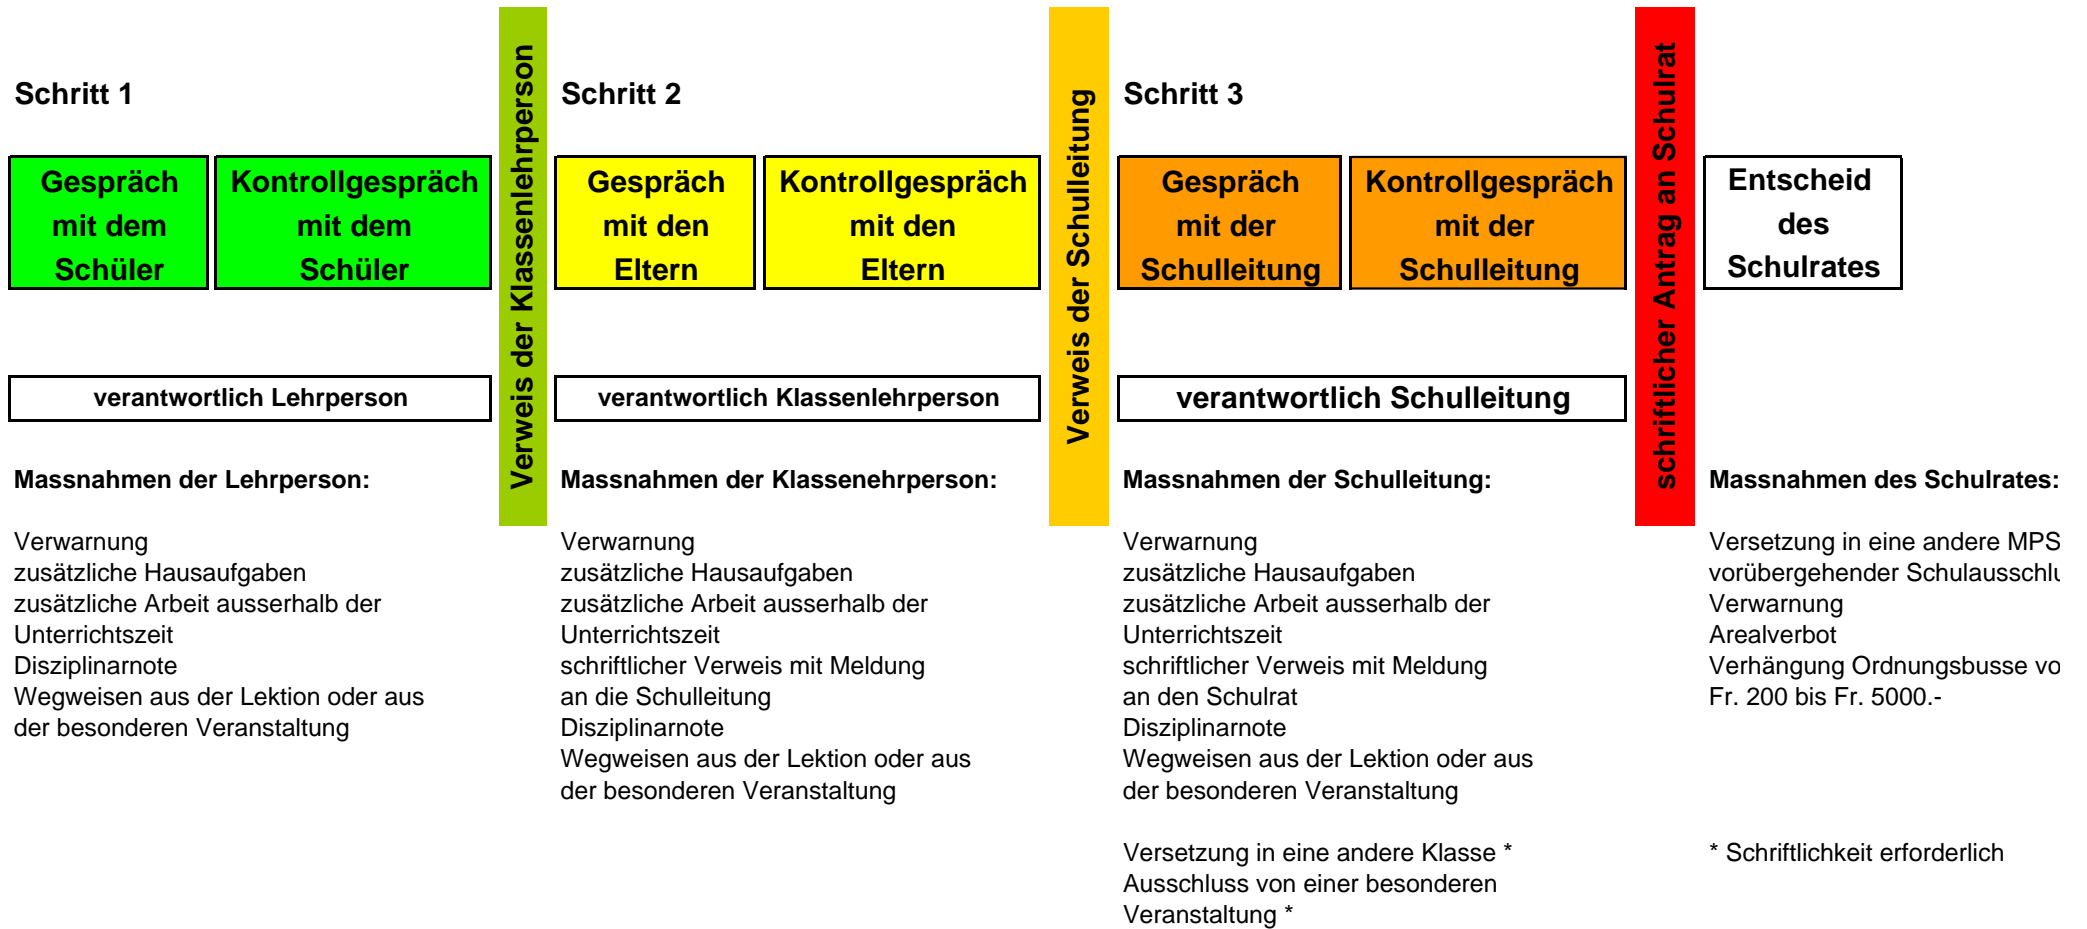 Schritt 1
Gespräch
mit dem
Schüler
Kontrollgespräch
mit dem
Schüler
verantwortlich Lehrperson
Massnahmen der Lehrperson:
Verwarnung
zusätzliche Hausaufgaben
zusätzliche Arbeit ausserhalb der
Unterrichtszeit
Disziplinarnote
Wegweisen aus der Lektion oder aus
der besonderen Veranstaltung
Verweis der Klassenlehrperson
Schritt 2
Gespräch
mit den
Eltern
Kontrollgespräch
mit den
Eltern
verantwortlich Klassenlehrperson
Massnahmen der Klassenehrperson:
Verwarnung
zusätzliche Hausaufgaben
zusätzliche Arbeit ausserhalb der
Unterrichtszeit
schriftlicher Verweis mit Meldung
an die Schulleitung
Disziplinarnote
Wegweisen aus der Lektion oder aus
der besonderen Veranstaltung
Verweis der Schulleitung
Schritt 3
Gespräch
mit der
Schulleitung
Kontrollgespräch
mit der
Schulleitung
verantwortlich Schulleitung
Massnahmen der Schulleitung:
Verwarnung
zusätzliche Hausaufgaben
zusätzliche Arbeit ausserhalb der
Unterrichtszeit
schriftlicher Verweis mit Meldung
an den Schulrat
Disziplinarnote
Wegweisen aus der Lektion oder aus
der besonderen Veranstaltung
Versetzung in eine andere Klasse *
Ausschluss von einer besonderen
Veranstaltung *
schriftlicher Antrag an Schulrat
Entscheid
des
Schulrates
Massnahmen des Schulrates:
Versetzung in eine andere MPS
vorübergehender
Verwarnung
Arealverbot
Verhängung Ordnungsbusse
Fr. 200 bis Fr. 5000.-
* Schriftlichkeit erforderlich